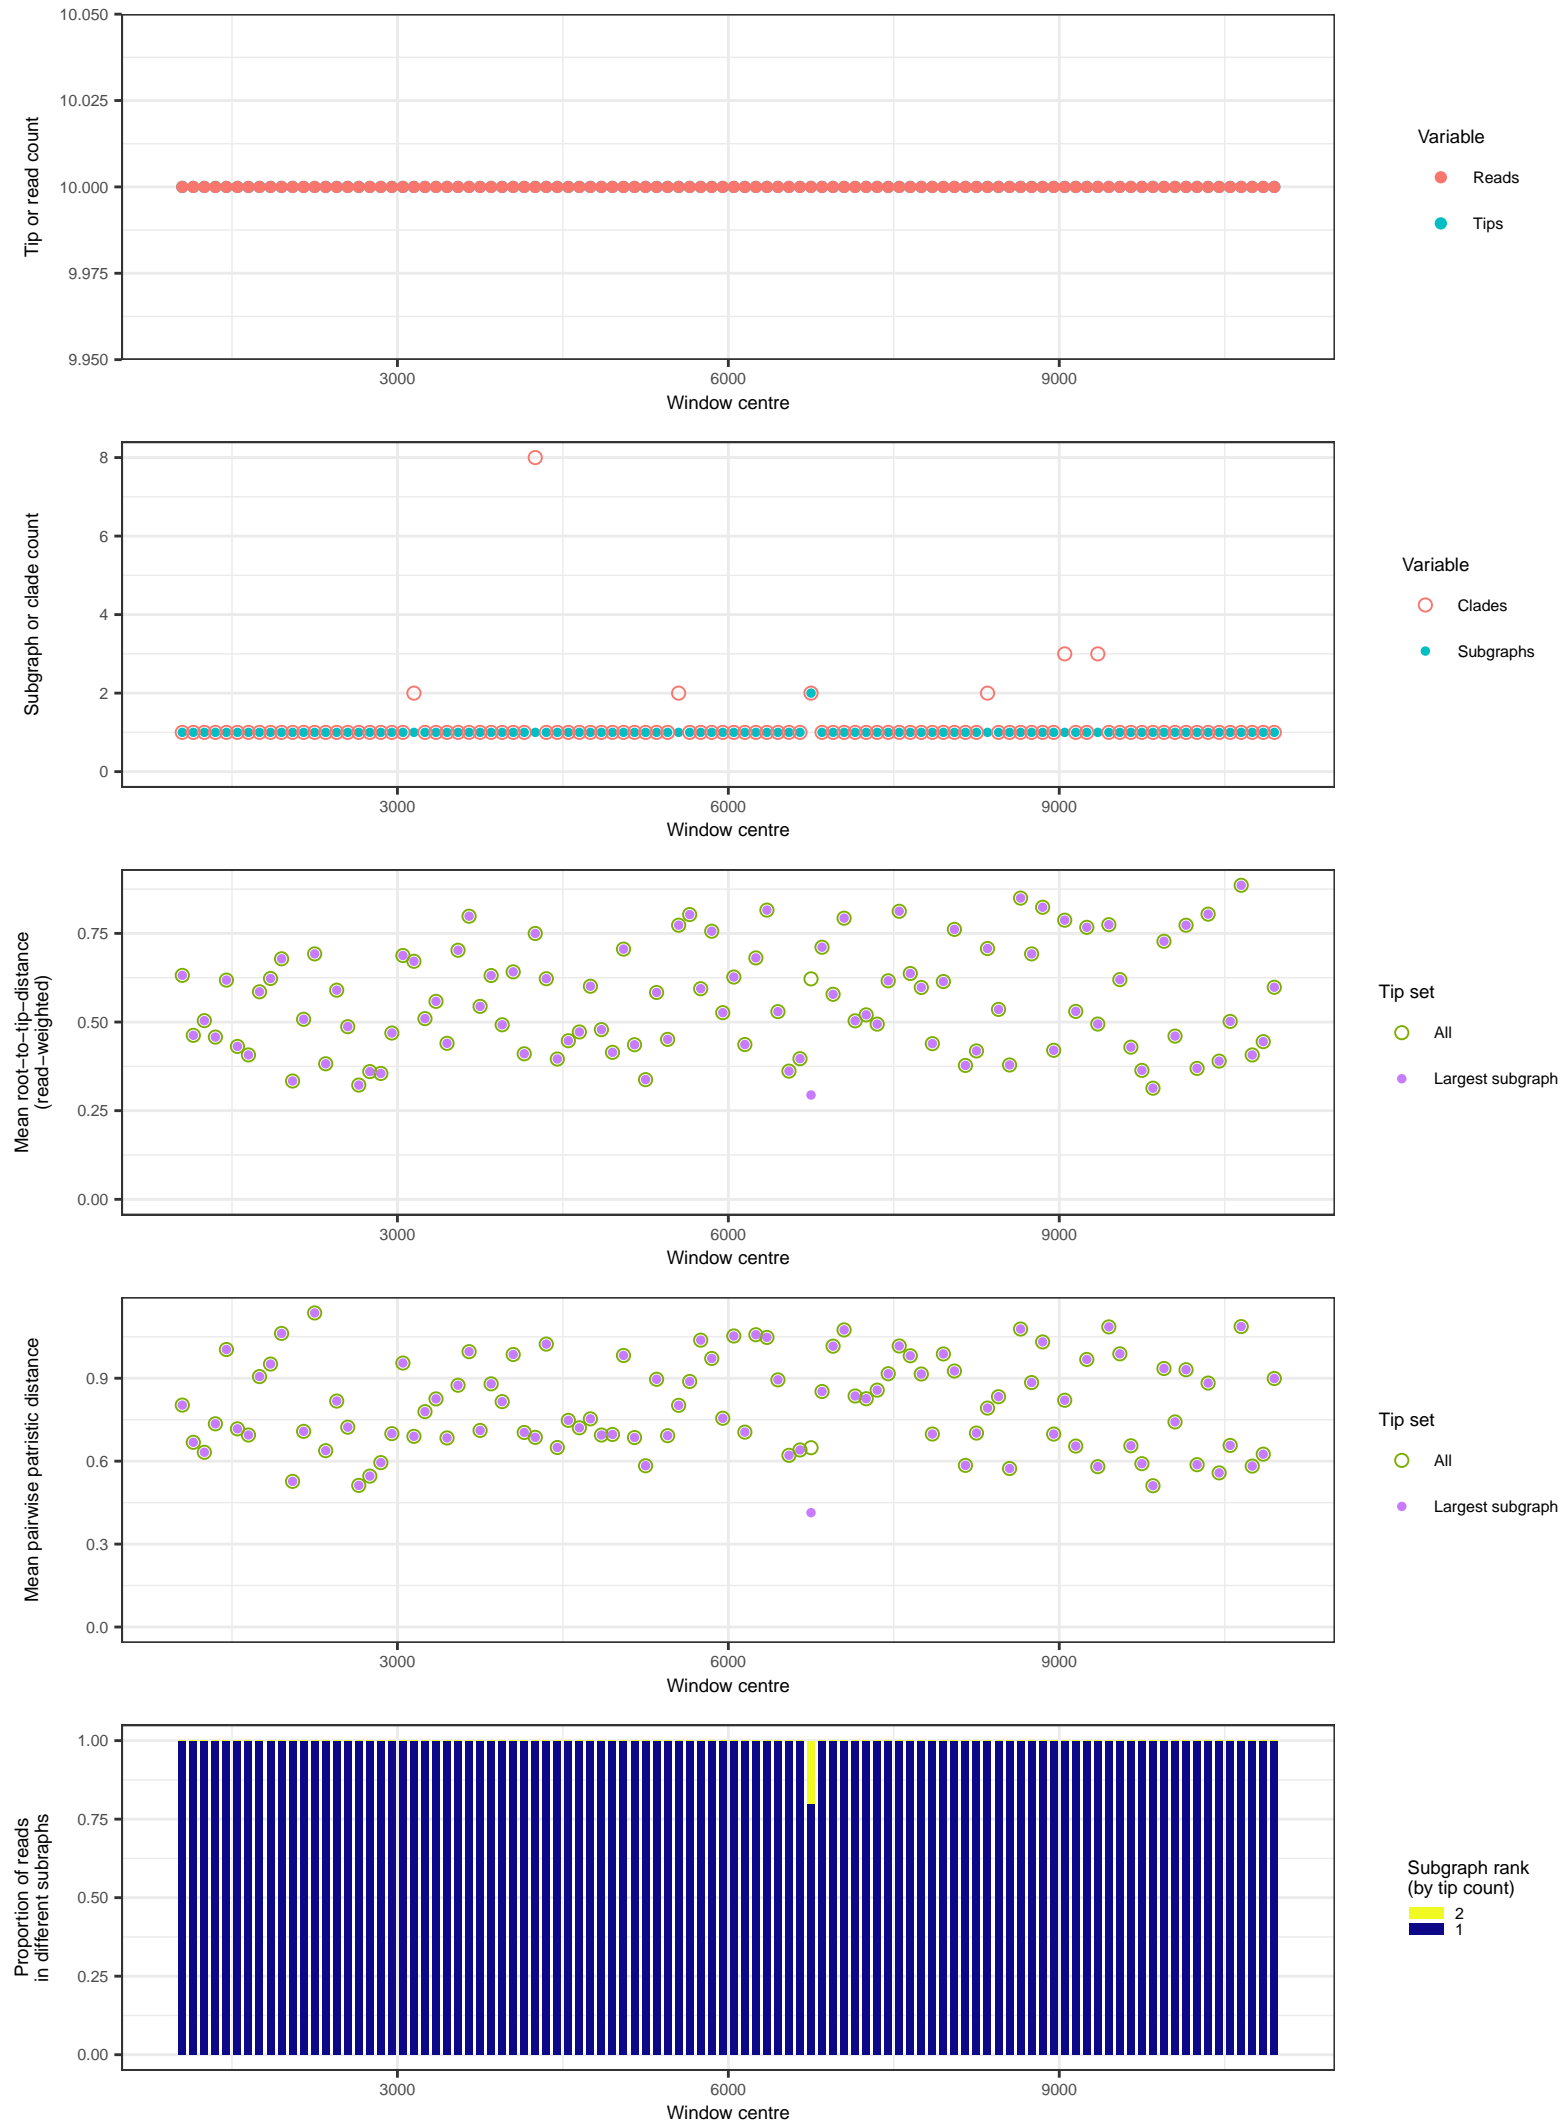 10.050
10.025
10.000
9.975
9.950
Tip or read count
3000 6000 9000
Window centre
Variable
Reads
Tips
8
6
4
2
0
Subgraph or clade count
3000 6000 9000
Window centre
Variable
Clades
Subgraphs
0.75
0.50
0.25
0.00
Mean root−to−tip−distance
(read−weighted)
3000 6000 9000
Window centre
Tip set
All
Largest subgraph
0.9
0.6
0.3
0.0
Mean pairwise patristic distance
3000 6000 9000
Window centre
Tip set
All
Largest subgraph
1.00
0.75
0.50
0.25
0.00
Proportion of reads
in different subraphs
3000 6000 9000
Window centre
Subgraph rank
(by tip count)
2
1